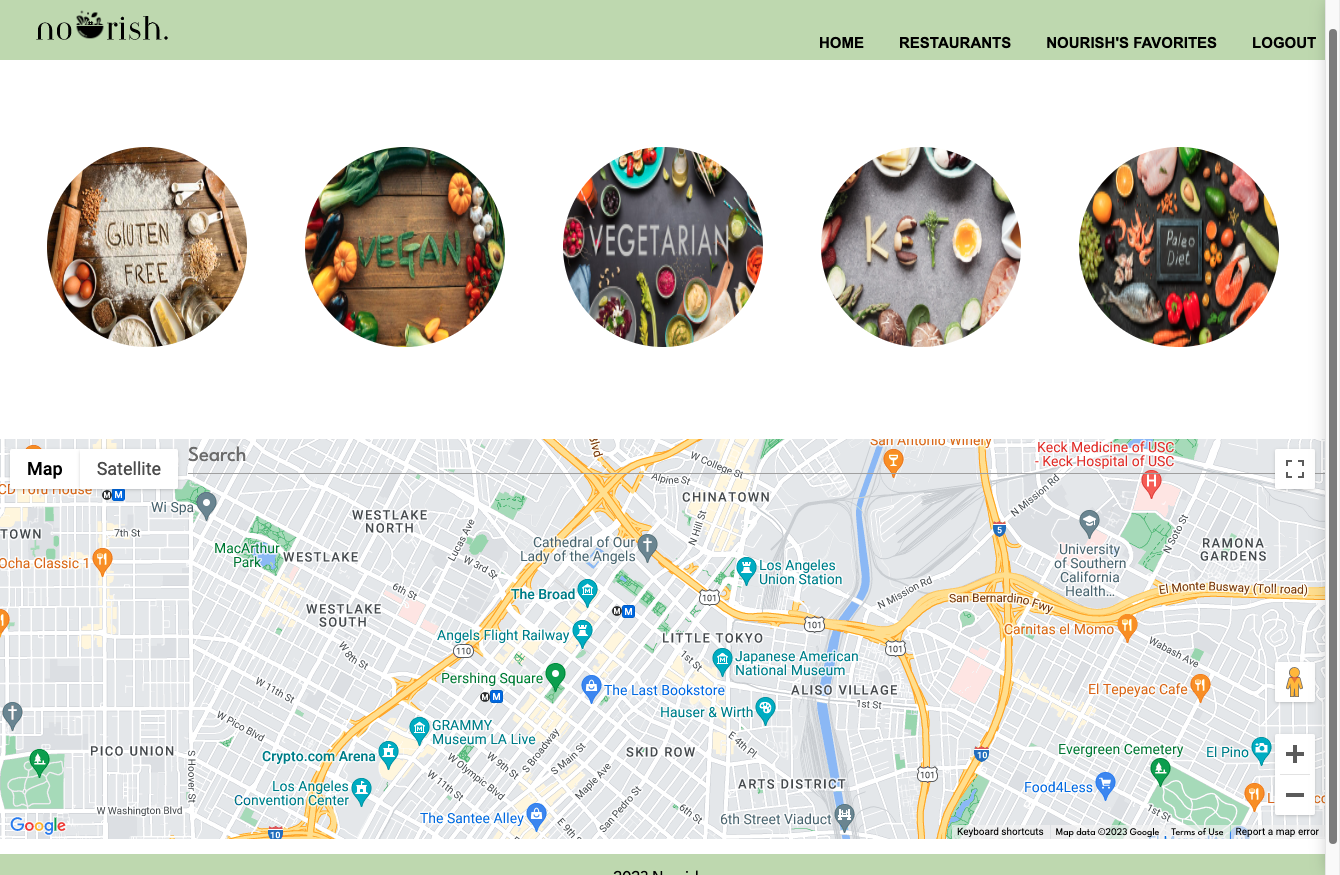 nourish.
HOME RESTAURANTS NOURISH'S FAVORITES LOGOUT
GlUTEN
FREE
VEGAN
VEGETARIAN
KETO
Paleo
Diet
Map Satellite
Search
San Antonio Winery
Keck Medicine of USC
- Keck Hospital of USC
W College St
Alpine St
CHINATOWN
N Hill St
N Mission Rd
N Soto St
CD Tofu House
Wi Spa
7th St
TOWN
Ocha Classic 1
WESTLAKE
NORTH
MacArthur
Park
WESTLAKE
Lucas Ave
W 3rd St
6th St
Cathedral of Our
Lady of the Angels
Los Angeles
Union Station
5
University
of Southern
California
Health...
RAMONA
GARDENS
The Broad
101
N Mission Rd
San Bernardino Fwy
El Monte Busway (Toll road)
WESTLAKE
SOUTH
Angels Flight Railway
LITTLE TOKYO
101
Carnitas el Momo
W 8th St
110
1st St
101
Japanese American
National Museum
Wabash Ave
Pershing Square
The Last Bookstore
ALISO VILLAGE
1st St
El Tepeyac Cafe
W 11th St
Hauser & Wirth
W Pico Blvd
GRAMMY
Museum LA Live
S Broadway
E 4th Pl
PICO UNION
S Hoover St
Crypto.com Arena
W 9th St
S Main St
SKID ROW
10
Evergreen Cemetery
El Pino
Los Angeles
Convention Center
W Olympic Blvd
W 11th St
Maple Ave
ARTS DISTRICT
101
Food4Less
W Washington Blvd
San Pedro St
6th St
1st St
The Santee Alley
E 9th St
6th Street Viaduct
10
Google
Keyboard shortcuts Map data ©2023 Google Terms of Use Report a map error